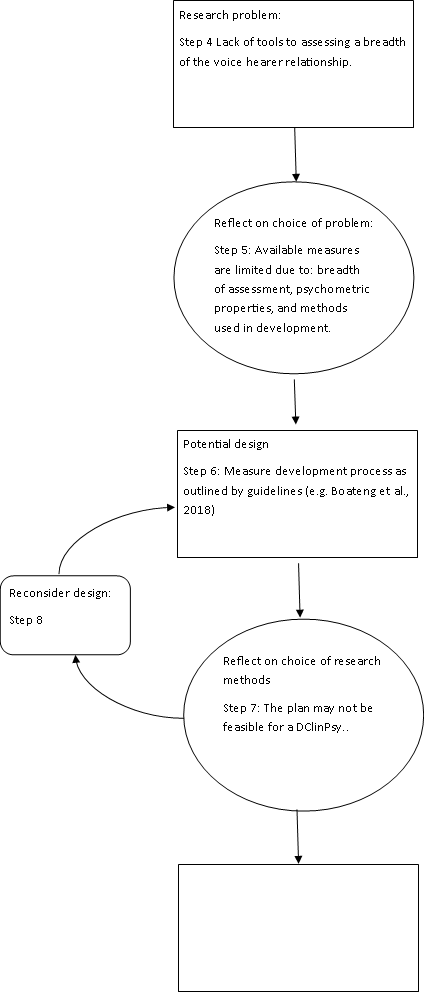 Research problem:
Step 4 Lack of tools to assessing a breadth
of the voice hearer relationship.
Reflect on choice of problem:
Step 5: Available measures
are limited due to: breadth
of assessment, psychometric
properties, and methods
used in development.
Potential design
Step 6: Measure development process as
outlined by guidelines (e.g. Boateng et al.,
2018)
Reconsider design:
Step 8
Reflect on choice of research
methods
Step 7: The plan may not be
feasible for a DClinPsy..